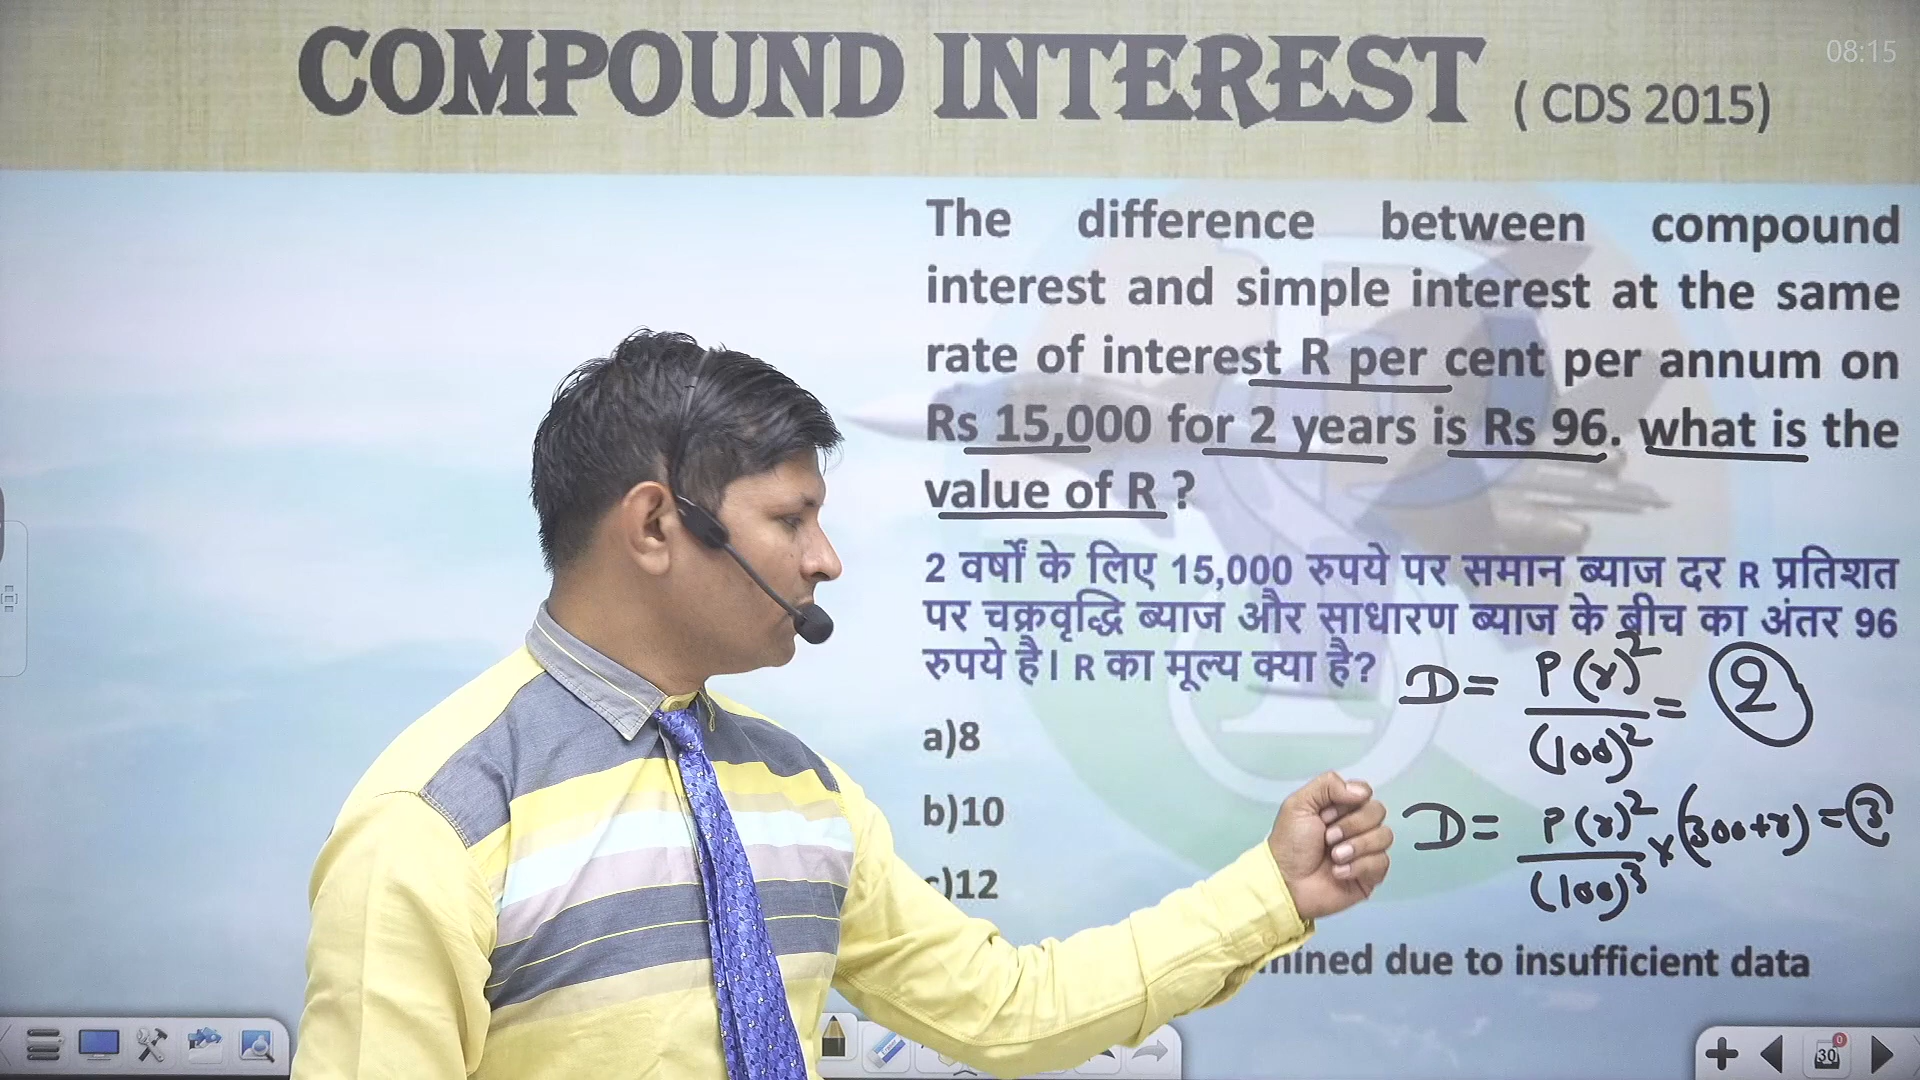 COMPOUND INTEREST ( CDS 2015)
08:15
The difference between compound
interest and simple interest at the same
rate of interest R per cent per annum on
Rs 15,000 for 2 years is Rs 96. what is the
value of R ?
2 वर्षों के लिए 15,000 रुपये पर समान ब्याज दर R प्रतिशत
पर चक्रवृद्धि ब्याज और साधारण ब्याज के बीच का अंतर 96
रुपये है। R का मूल्य क्या है?
D = P(r)²/(100)² = 2
a)8
b)10
D = P(r)²/(100)³ × (300+r) = 3
)12
due to insufficient data
30
0